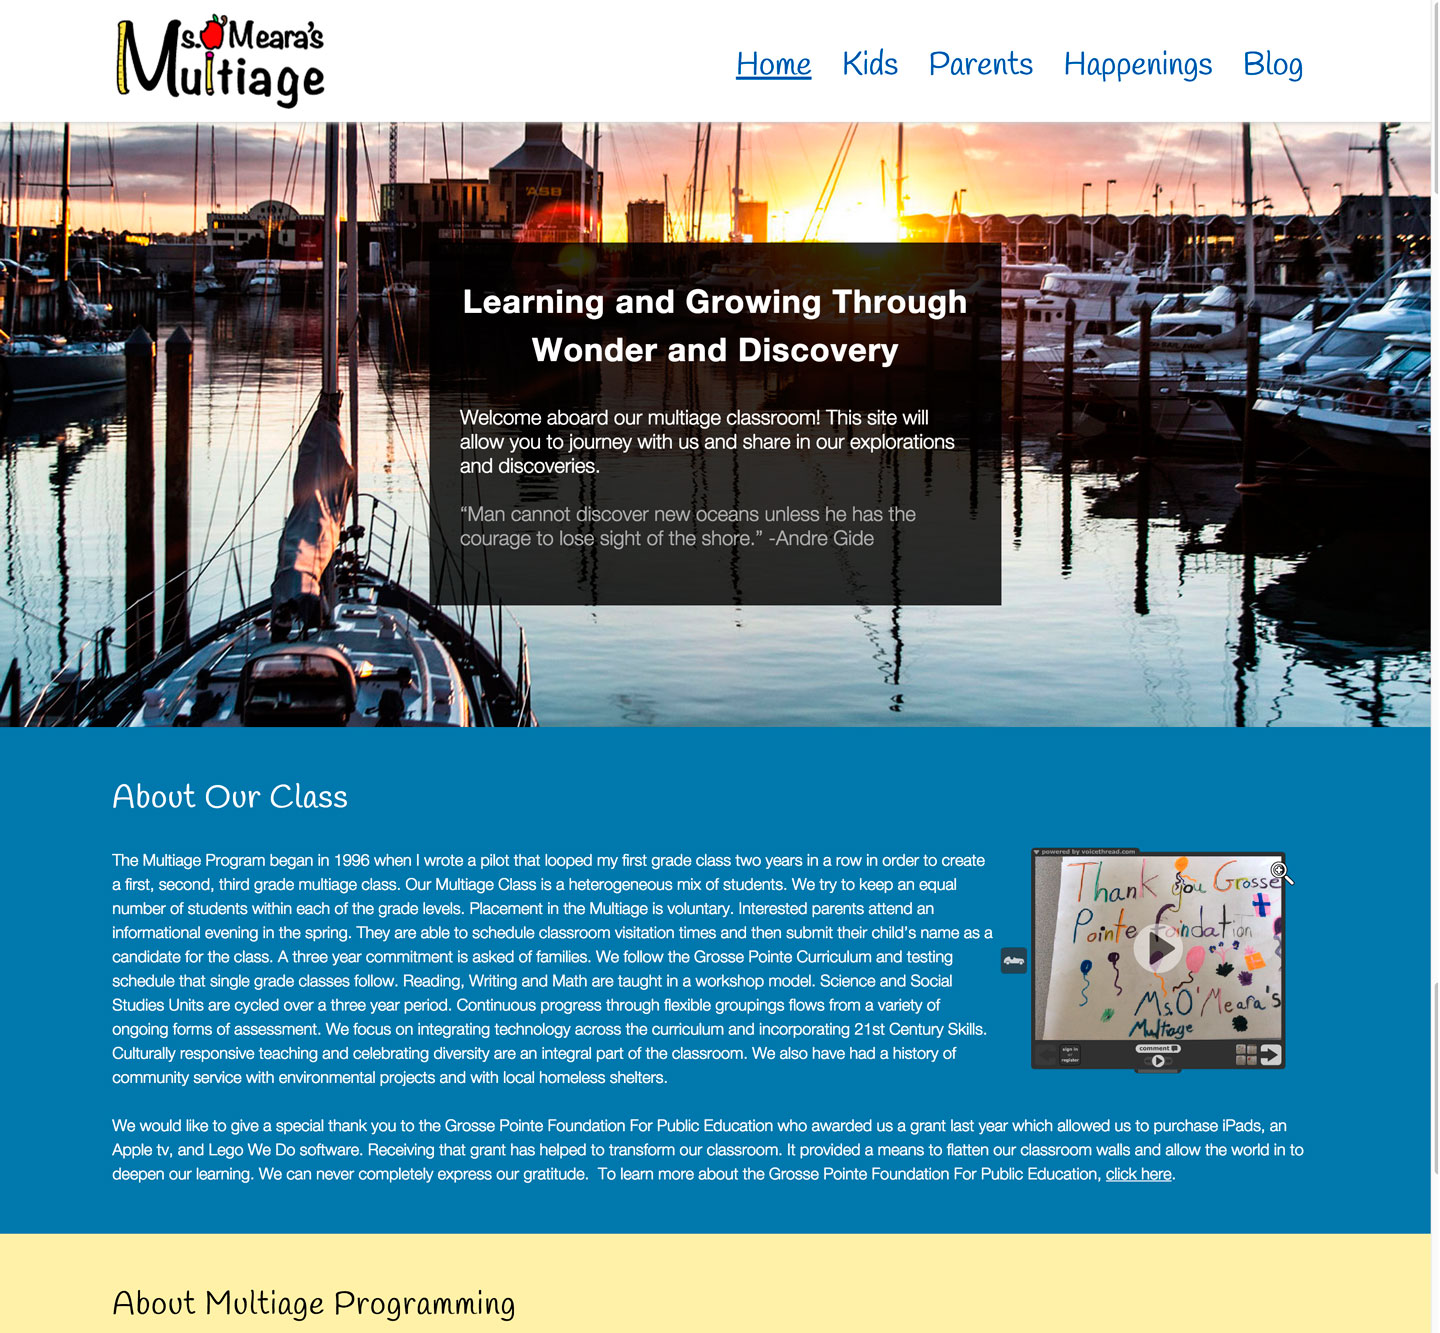 Ms. O'Meara's
Multiage
Home Kids Parents Happenings Blog
ASB
Learning and Growing Through
Wonder and Discovery
Welcome aboard our multiage classroom! This site will
allow you to journey with us and share in our explorations
and discoveries.
“Man cannot discover new oceans unless he has the
courage to lose sight of the shore.” -Andre Gide
About Our Class
The Multiage Program began in 1996 when I wrote a pilot that looped my first grade class two years in a row in order to create
a first, second, third grade multiage class. Our Multiage Class is a heterogeneous mix of students. We try to keep an equal
number of students within each of the grade levels. Placement in the Multiage is voluntary. Interested parents attend an
informational evening in the spring. They are able to schedule classroom visitation times and then submit their child's name as a
candidate for the class. A three year commitment is asked of families. We follow the Grosse Pointe Curriculum and testing
schedule that single grade classes follow. Reading, Writing and Math are taught in a workshop model. Science and Social
Studies Units are cycled over a three year period. Continuous progress through flexible groupings flows from a variety of
ongoing forms of assessment. We focus on integrating technology across the curriculum and incorporating 21st Century Skills.
Culturally responsive teaching and celebrating diversity are an integral part of the classroom. We also have had a history of
community service with environmental projects and with local homeless shelters.
powered by voicethread.com
Thank you Grosse
Pointe Foundation
Ms. O'Meara's
Multiage
sign in
or
register
comment
We would like to give a special thank you to the Grosse Pointe Foundation For Public Education who awarded us a grant last year which allowed us to purchase iPads, an
Apple tv, and Lego We Do software. Receiving that grant has helped to transform our classroom. It provided a means to flatten our classroom walls and allow the world in to
deepen our learning. We can never completely express our gratitude.  To learn more about the Grosse Pointe Foundation For Public Education, click here.
About Multiage Programming